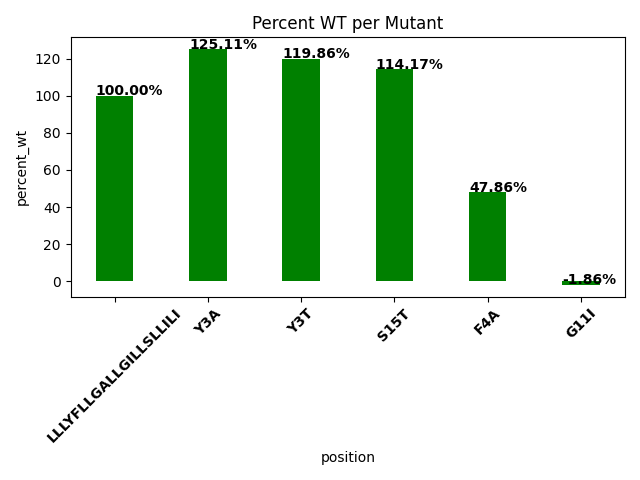 Percent WT per Mutant
percent_wt
120
100
80
60
40
20
0
100.00%
125.11%
119.86%
114.17%
47.86%
-1.86%
LLLYFLLGALLGILLSLLILI
Y3A
Y3T
S15T
F4A
G11I
position